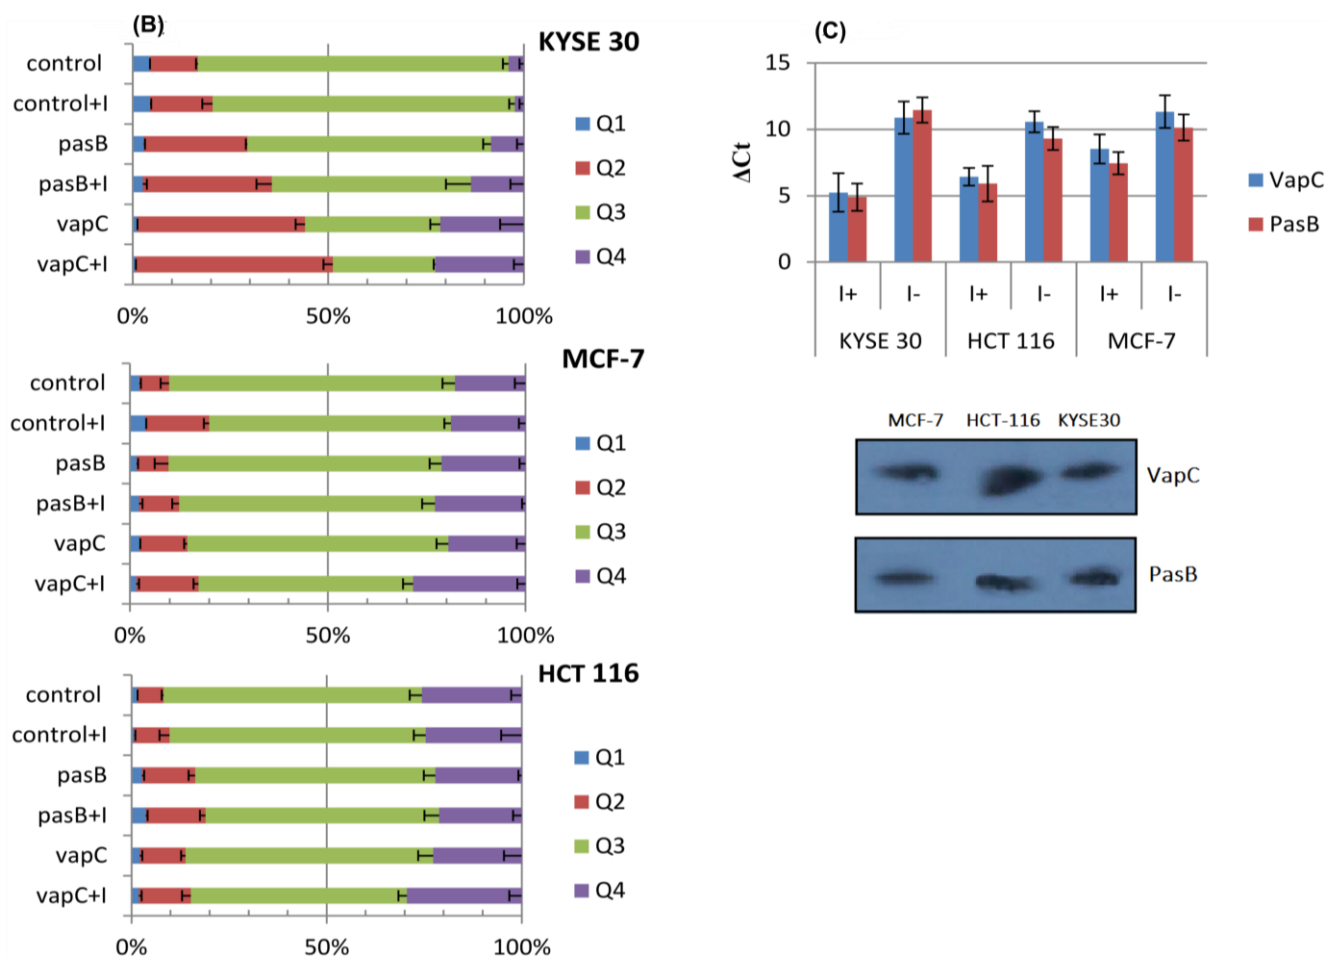 (B)
KYSE 30
control
control+I
pasB
pasB+I
vapC
vapC+I
0% 50% 100%
Q1
Q2
Q3
Q4
MCF-7
control
control+I
pasB
pasB+I
vapC
vapC+I
0% 50% 100%
Q1
Q2
Q3
Q4
HCT 116
control
control+I
pasB
pasB+I
vapC
vapC+I
0% 50% 100%
Q1
Q2
Q3
Q4
(C)
ΔCt
15
10
5
0
I+ I- I+ I- I+ I-
KYSE 30 HCT 116 MCF-7
VapC
PasB
MCF-7 HCT-116 KYSE30
VapC
PasB